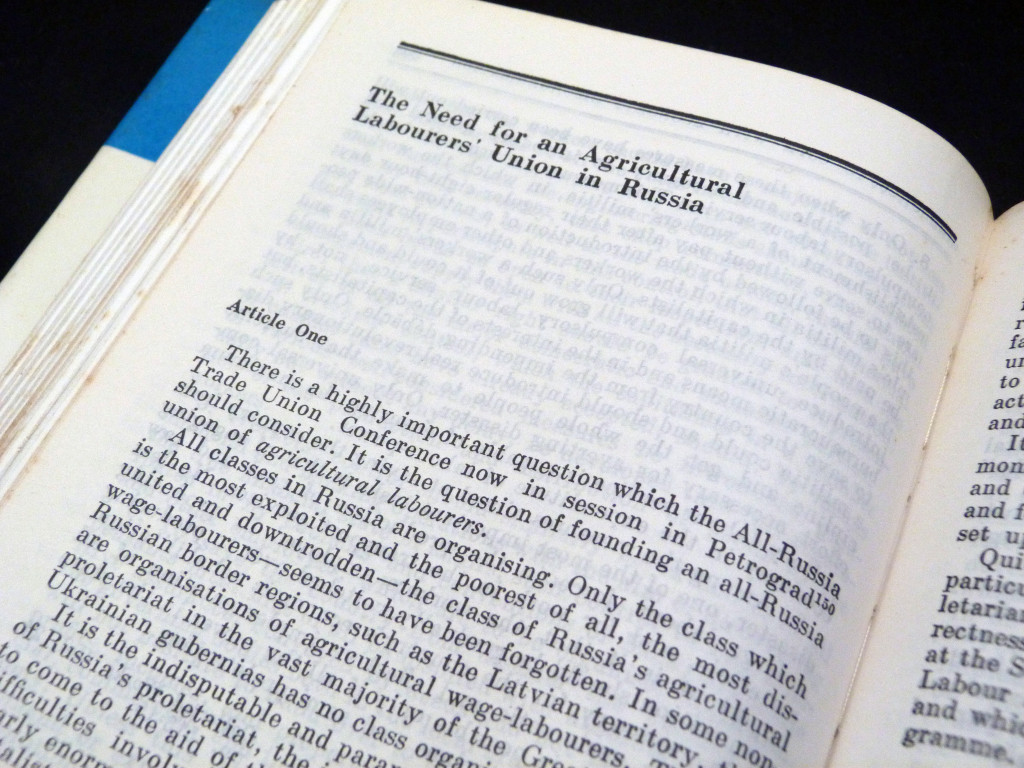 The Need for an Agricultural
Labourers' Union in Russia
Article One
There is a highly important question which the All-Russia
Trade Union Conference now in session in Petrograd150
should consider. It is the question of founding an all-Russia
union of agricultural labourers.
All classes in Russia are organising. Only the class which
is the most exploited and the poorest of all, the most dis-
united and downtrodden—the class of Russia's agricultural
wage-labourers—seems to have been forgotten. In some non-
Russian border regions, such as the Latvian territory, there
are organisations of agricultural wage-labourers. The
proletariat in the vast majority of the Great
Ukrainian gubernias has no class
It is the indisputable and
of Russia's proletariat, the
to come to the aid of
difficulties
enorm
fa
un
to
act
and
It
mom
and
and f
set up
Qui
particu
letarian
rectness
at the S
Labour
and whic
gramme.